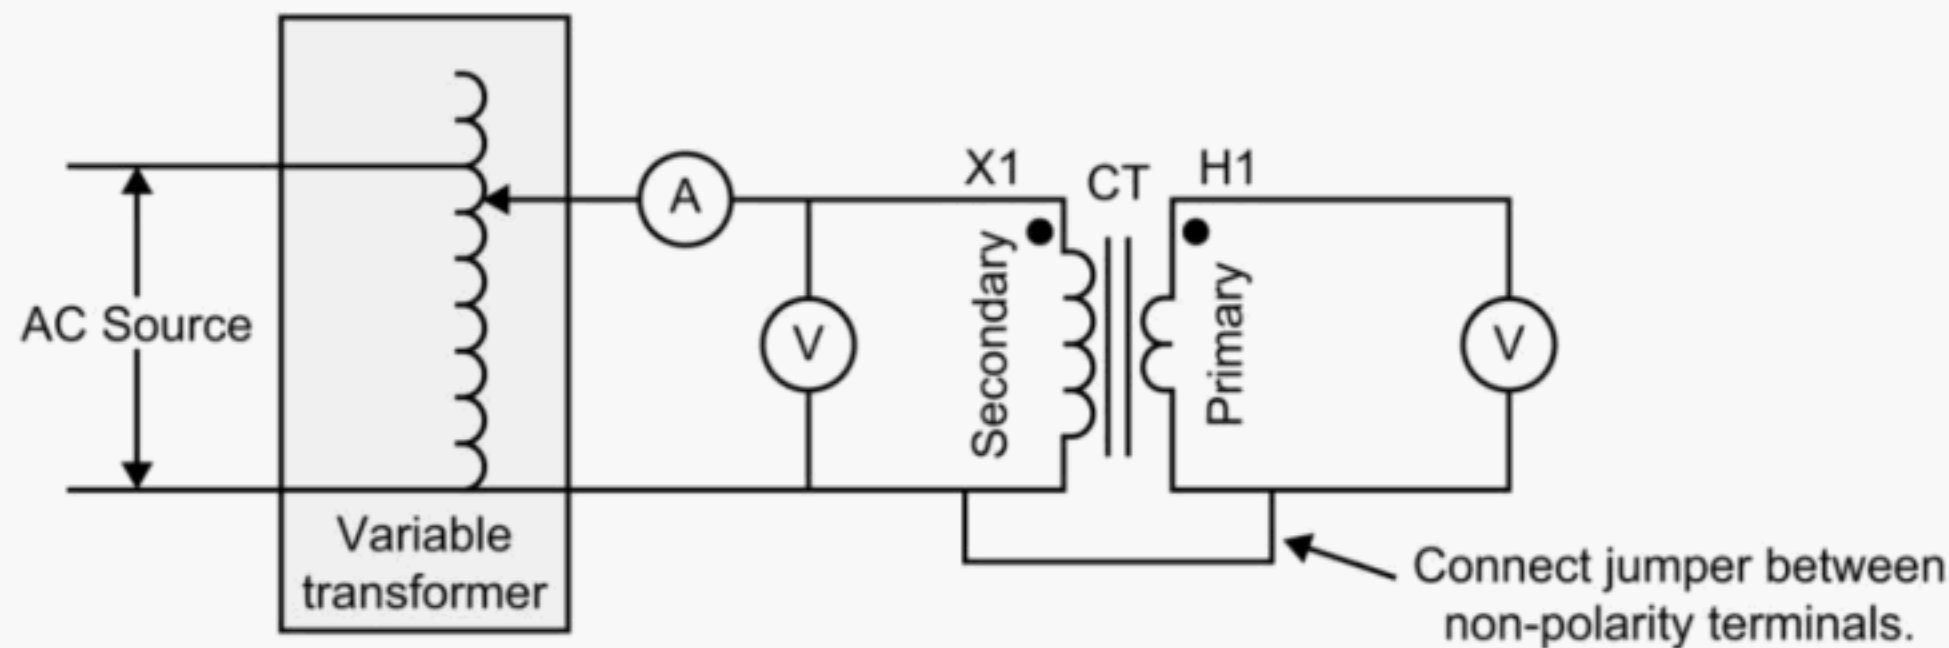 X1
CT
H1
A
Secondary
Primary
AC Source
V
V
Variable
transformer
Connect jumper between
non-polarity terminals.